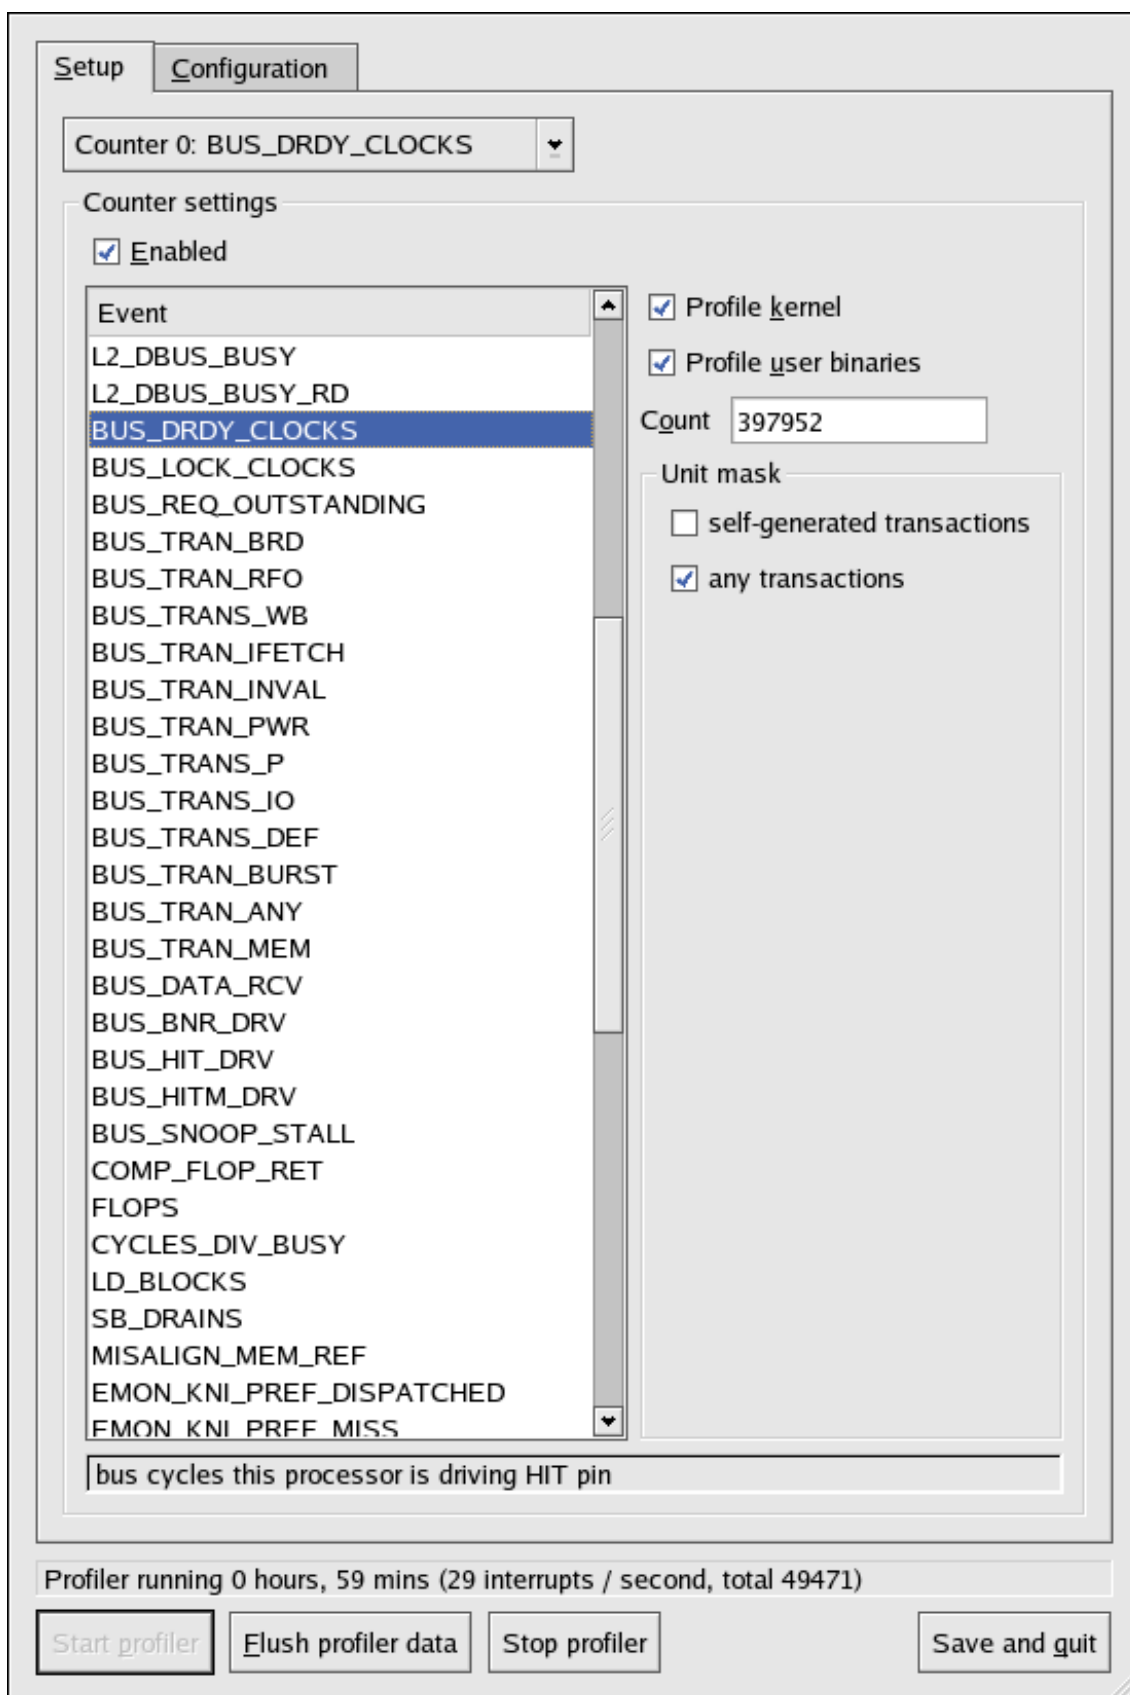 Setup
Configuration
Counter 0: BUS_DRDY_CLOCKS
Counter settings
Enabled
Event
L2_DBUS_BUSY
L2_DBUS_BUSY_RD
BUS_DRDY_CLOCKS
BUS_LOCK_CLOCKS
BUS_REQ_OUTSTANDING
BUS_TRAN_BRD
BUS_TRAN_RFO
BUS_TRANS_WB
BUS_TRAN_IFETCH
BUS_TRAN_INVAL
BUS_TRAN_PWR
BUS_TRANS_P
BUS_TRANS_IO
BUS_TRANS_DEF
BUS_TRAN_BURST
BUS_TRAN_ANY
BUS_TRAN_MEM
BUS_DATA_RCV
BUS_BNR_DRV
BUS_HIT_DRV
BUS_HITM_DRV
BUS_SNOOP_STALL
COMP_FLOP_RET
FLOPS
CYCLES_DIV_BUSY
LD_BLOCKS
SB_DRAINS
MISALIGN_MEM_REF
EMON_KNI_PREF_DISPATCHED
EMON_KNI_PREF_MISS
Profile kernel
Profile user binaries
Count 397952
Unit mask
self-generated transactions
any transactions
bus cycles this processor is driving HIT pin
Profiler running 0 hours, 59 mins (29 interrupts / second, total 49471)
Start profiler
Flush profiler data
Stop profiler
Save and quit